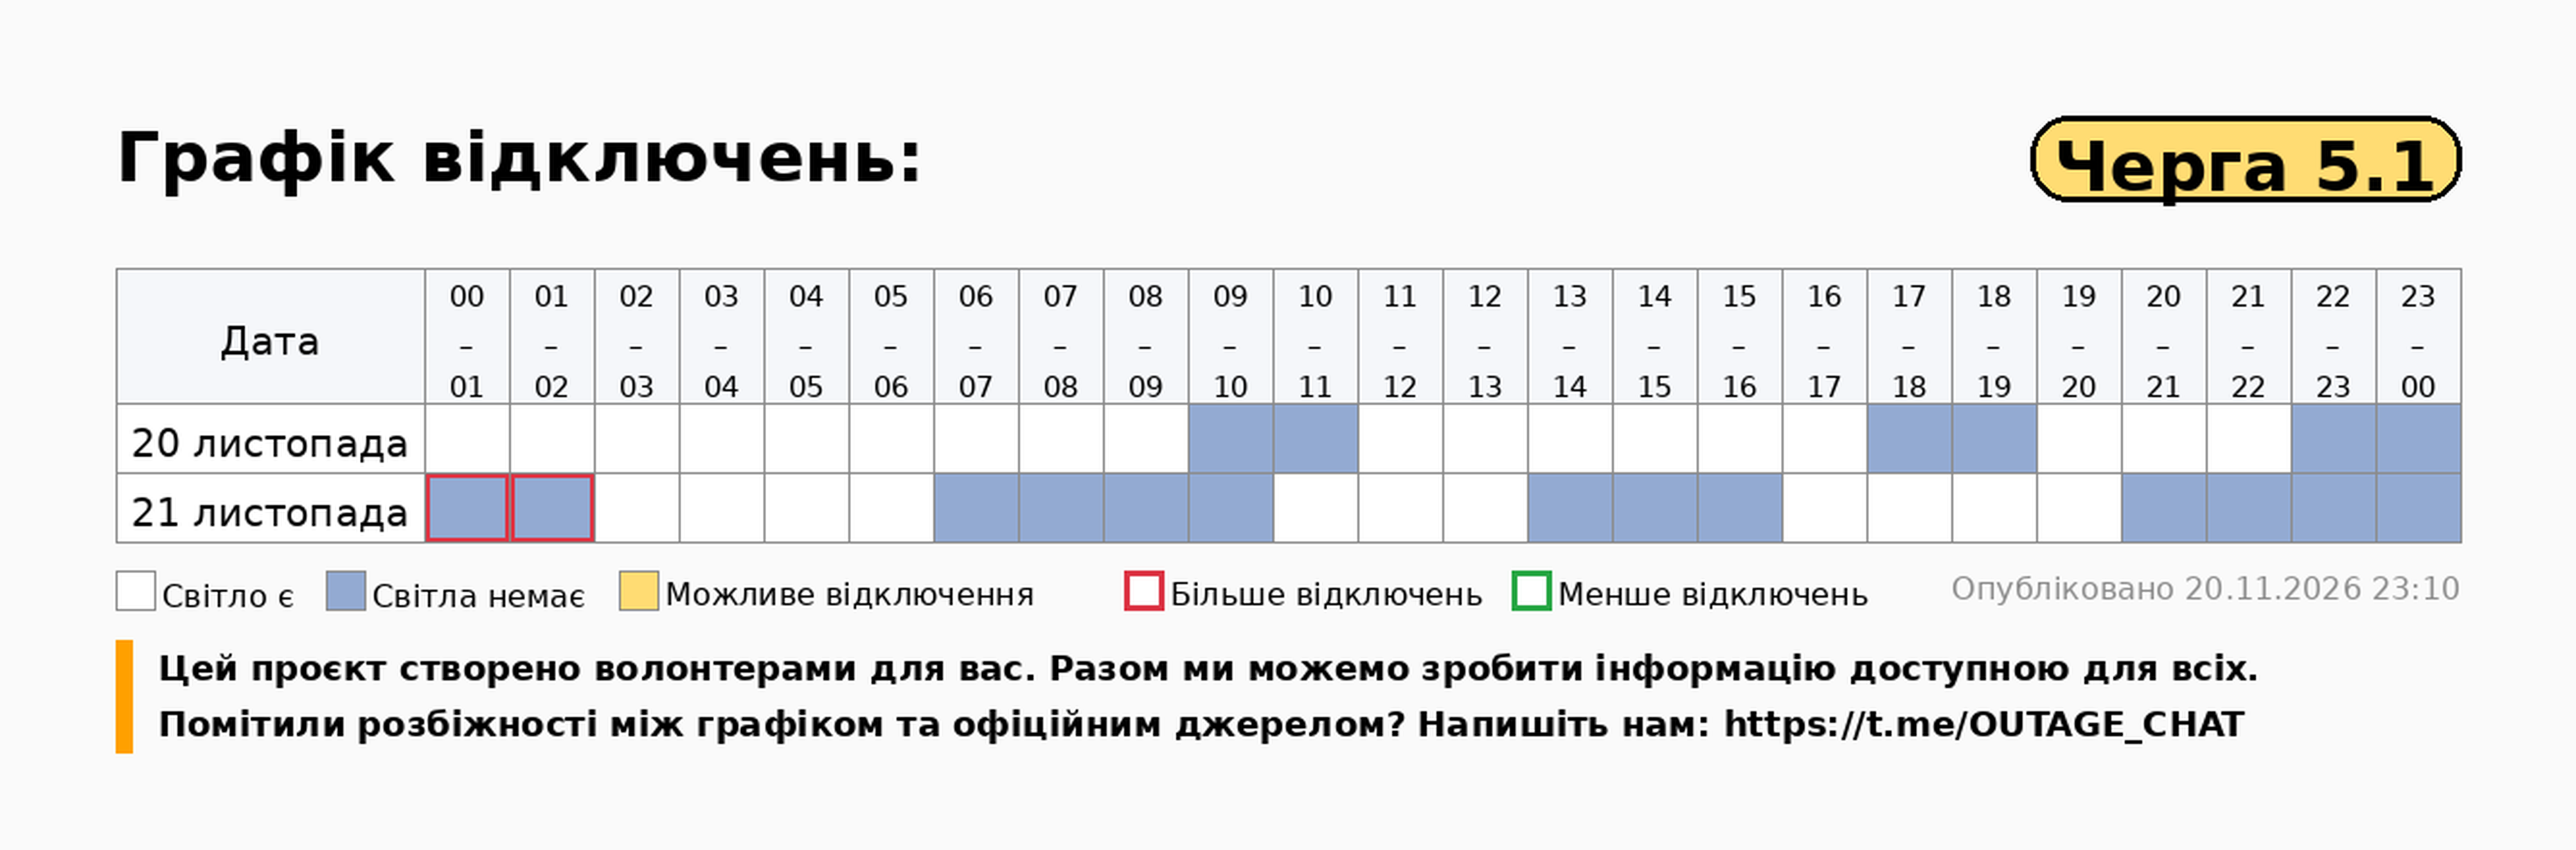 Графік відключень:
Черга 5.1
Дата
00 – 01
01 – 02
02 – 03
03 – 04
04 – 05
05 – 06
06 – 07
07 – 08
08 – 09
09 – 10
10 – 11
11 – 12
12 – 13
13 – 14
14 – 15
15 – 16
16 – 17
17 – 18
18 – 19
19 – 20
20 – 21
21 – 22
22 – 23
23 – 00
20 листопада
21 листопада
Світло є
Світла немає
Можливе відключення
Більше відключень
Менше відключень
Опубліковано 20.11.2026 23:10
Цей проєкт створено волонтерами для вас. Разом ми можемо зробити інформацію доступною для всіх.
Помітили розбіжності між графіком та офіційним джерелом? Напишіть нам: https://t.me/OUTAGE_CHAT